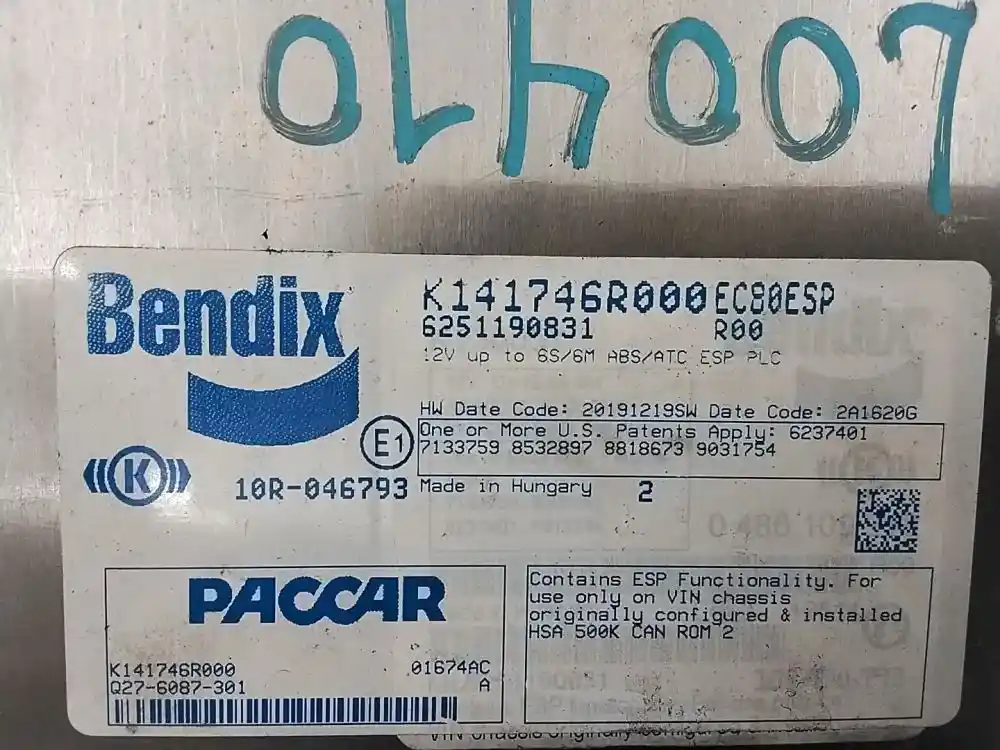 Bendix
K141746R000 EC80ESP
6251190831 R00
12V up to 6S/6M ABS/ATC ESP PLC
HW Date Code: 20191219SW Date Code: 2A1620G
One or More U.S. Patents Apply: 6237401
7133759 8532897 8818673 9031754
E1
K
10R-046793
Made in Hungary 2
PACCAR
K141746R000 01674AC
Q27-6087-301 A
Contains ESP Functionality. For
use only on VIN chassis
originally configured & installed
HSA 500K CAN ROM 2